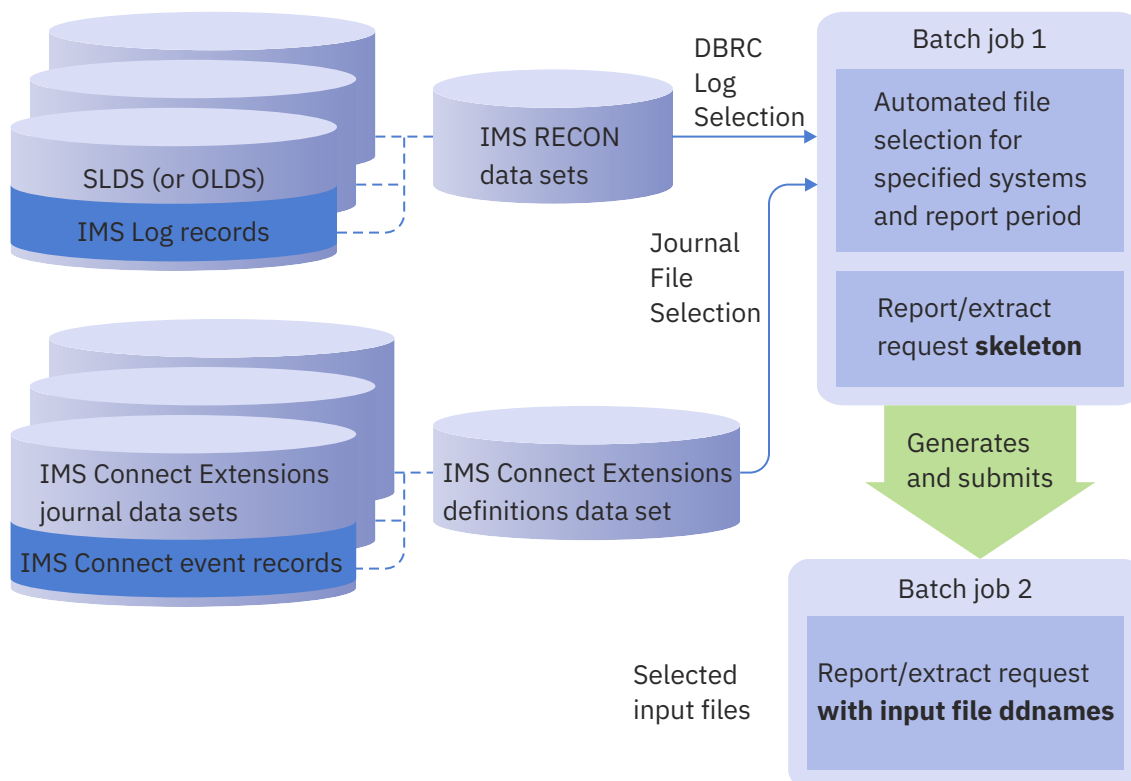 SLDS (or OLDS)
IMS Log records
IMS RECON
data sets
DBRC
Log
Selection
Journal
File
Selection
IMS Connect Extensions
journal data sets
IMS Connect event records
IMS Connect Extensions
definitions data set
Batch job 1
Automated file
selection for
specified systems
and report period
Report/extract
request skeleton
Generates
and submits
Batch job 2
Selected
input files
Report/extract request
with input file ddnames